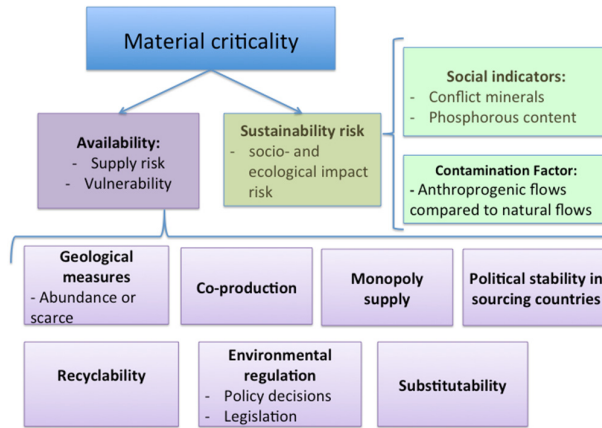 Material criticality
Availability:
- Supply risk
- Vulnerability
Sustainability risk
- socio- and
ecological impact
risk
Social indicators:
- Conflict minerals
- Phosphorous content
Contamination Factor:
- Anthroprogenic flows
compared to natural flows
Geological
measures
- Abundance or
scarce
Co-production
Monopoly
supply
Political stability in
sourcing countries
Recyclability
Environmental
regulation
- Policy decisions
- Legislation
Substitutability